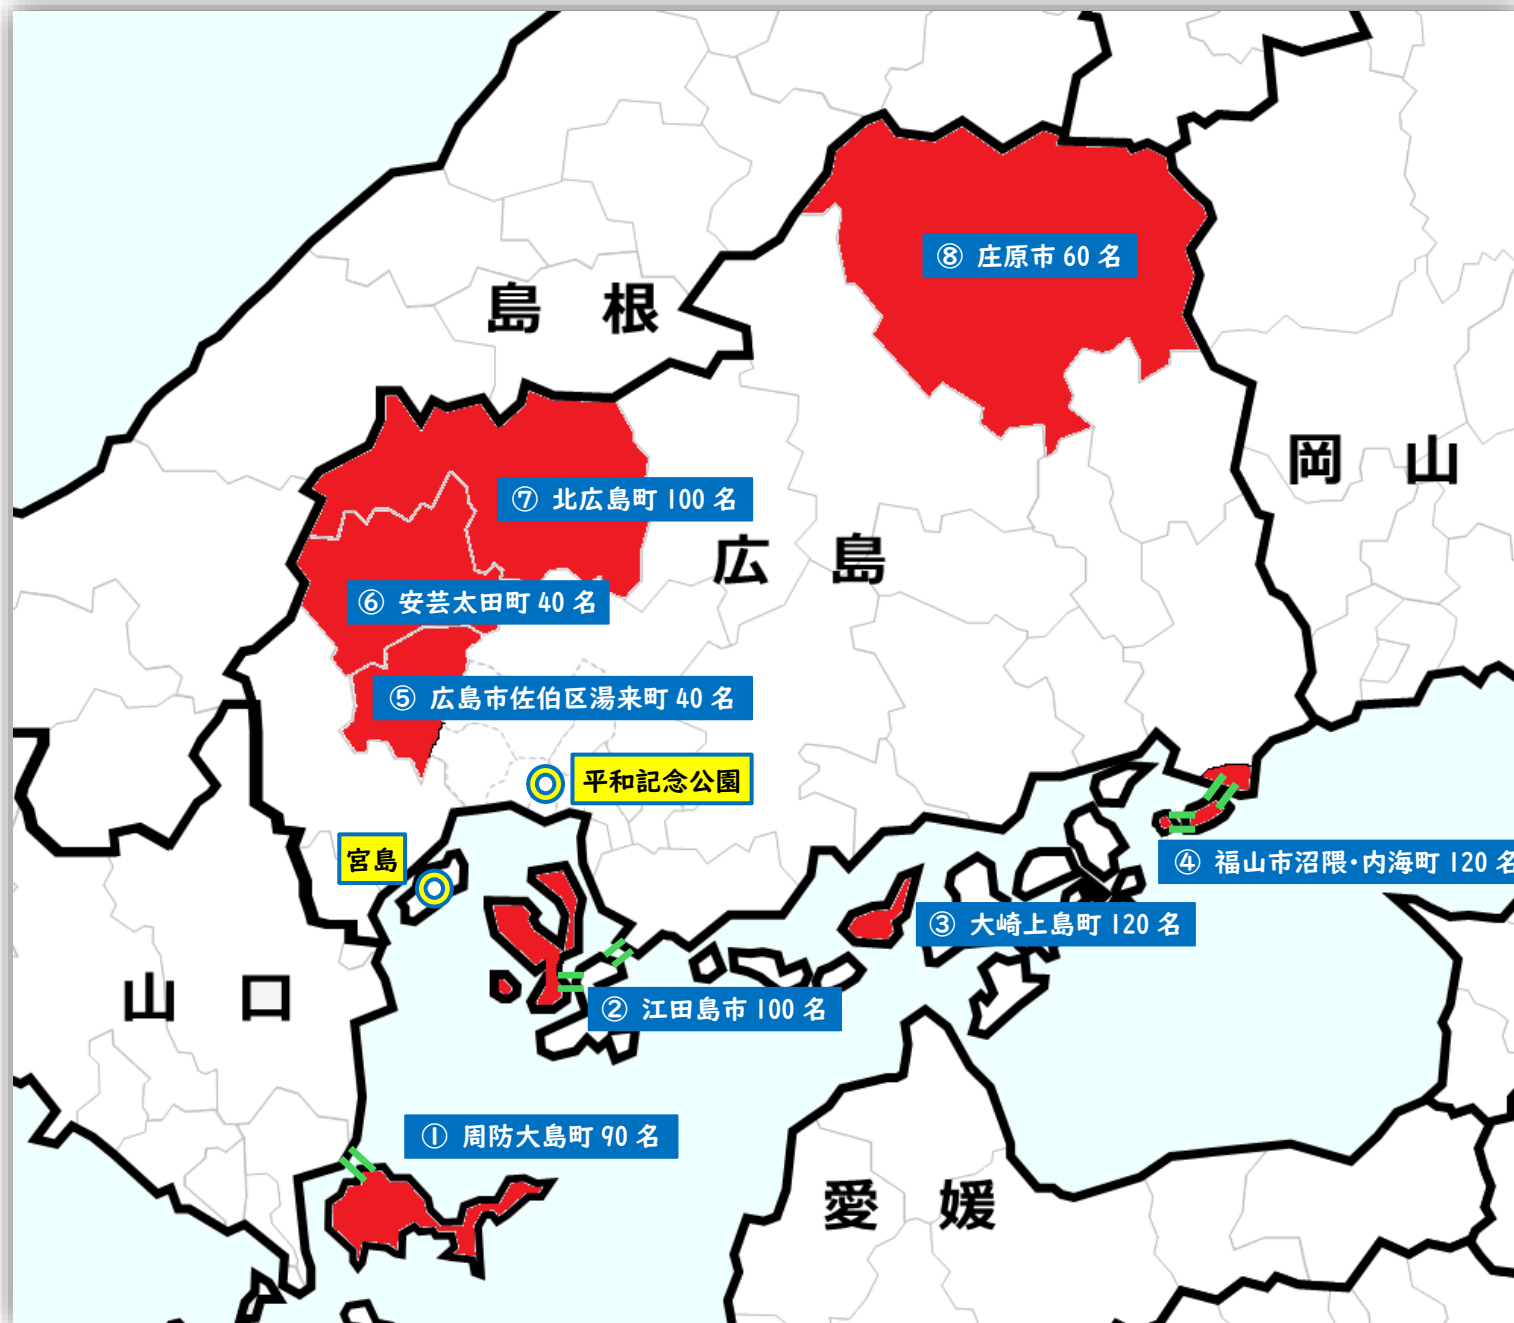 ⑧ 庄原市 60 名
島 根
岡 山
⑦ 北広島町 100 名
広 島
⑥ 安芸太田町 40 名
⑤ 広島市佐伯区湯来町 40 名
平和記念公園
宮島
④ 福山市沼隈・内海町 120 名
③ 大崎上島町 120 名
山 口
② 江田島市 100 名
① 周防大島町 90 名
愛 媛